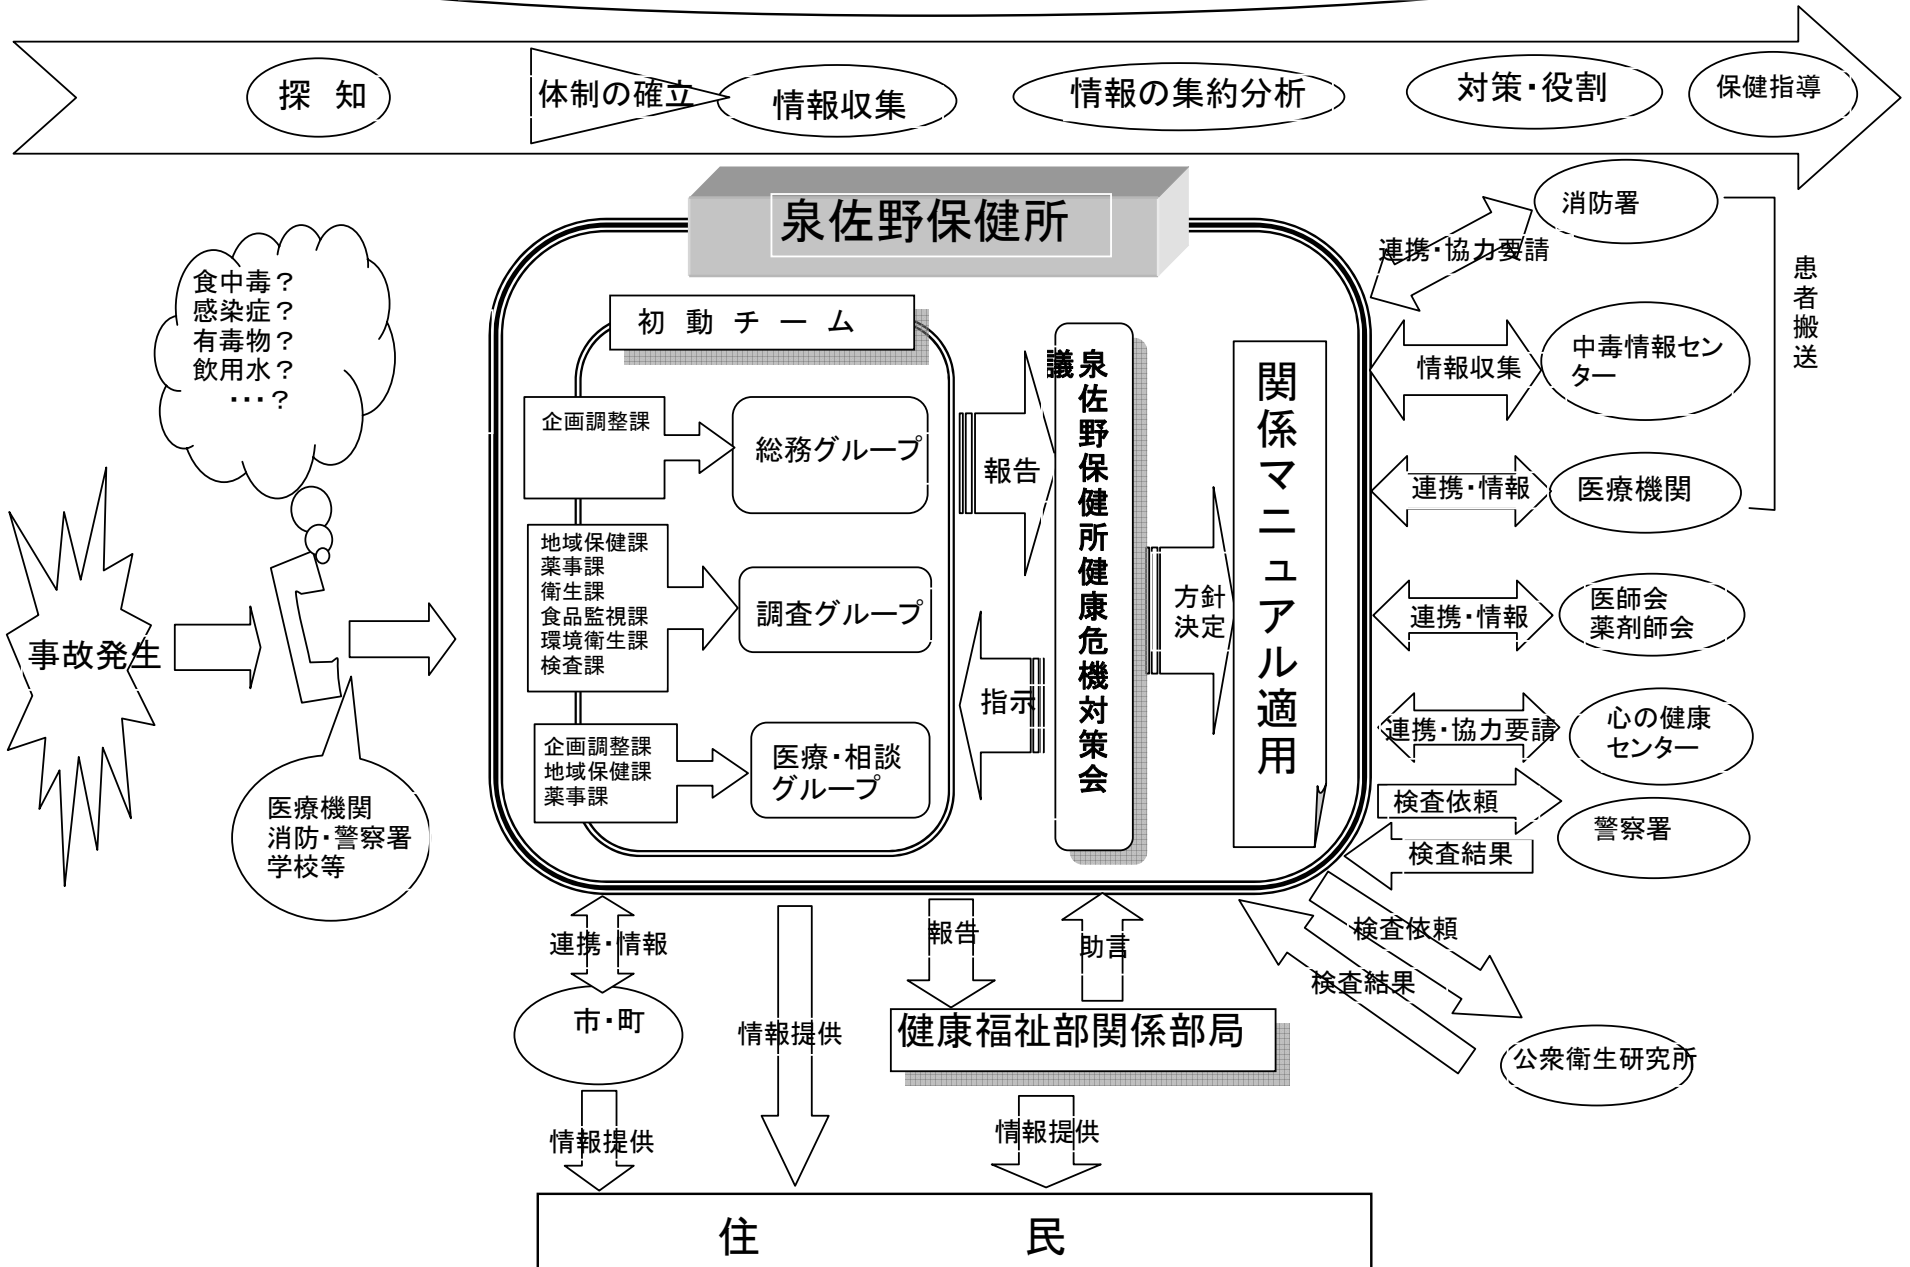 探 知
体制の確立
情報収集
情報の集約分析
対策・役割
保健指導
泉佐野保健所
食中毒？
感染症？
有毒物？
飲用水？
・・・？
事故発生
医療機関
消防・警察署
学校等
初 動 チ ー ム
企画調整課
総務グループ
地域保健課
薬事課
衛生課
食品監視課
環境衛生課
検査課
調査グループ
企画調整課
地域保健課
薬事課
医療・相談
グループ
報告
指示
泉佐野保健所健康危機対策会
議
方針
決定
関係マニュアル適用
連携・協力要請
消防署
患者搬送
情報収集
中毒情報セン
ター
連携・情報
医療機関
連携・情報
医師会
薬剤師会
連携・協力要請
心の健康
センター
検査依頼
検査結果
警察署
検査依頼
検査結果
公衆衛生研究所
連携・情報
市・町
情報提供
情報提供
報告
助言
健康福祉部関係部局
情報提供
住 民